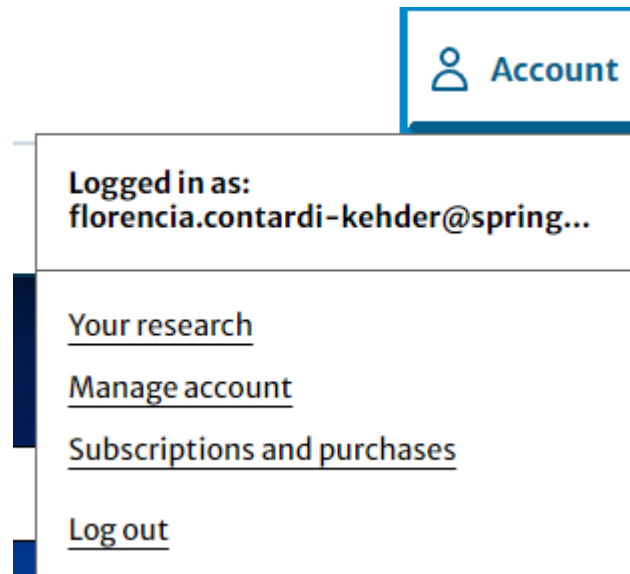 Account
Logged in as:
florencia.contardi-kehder@spring...
Your research
Manage account
Subscriptions and purchases
Log out